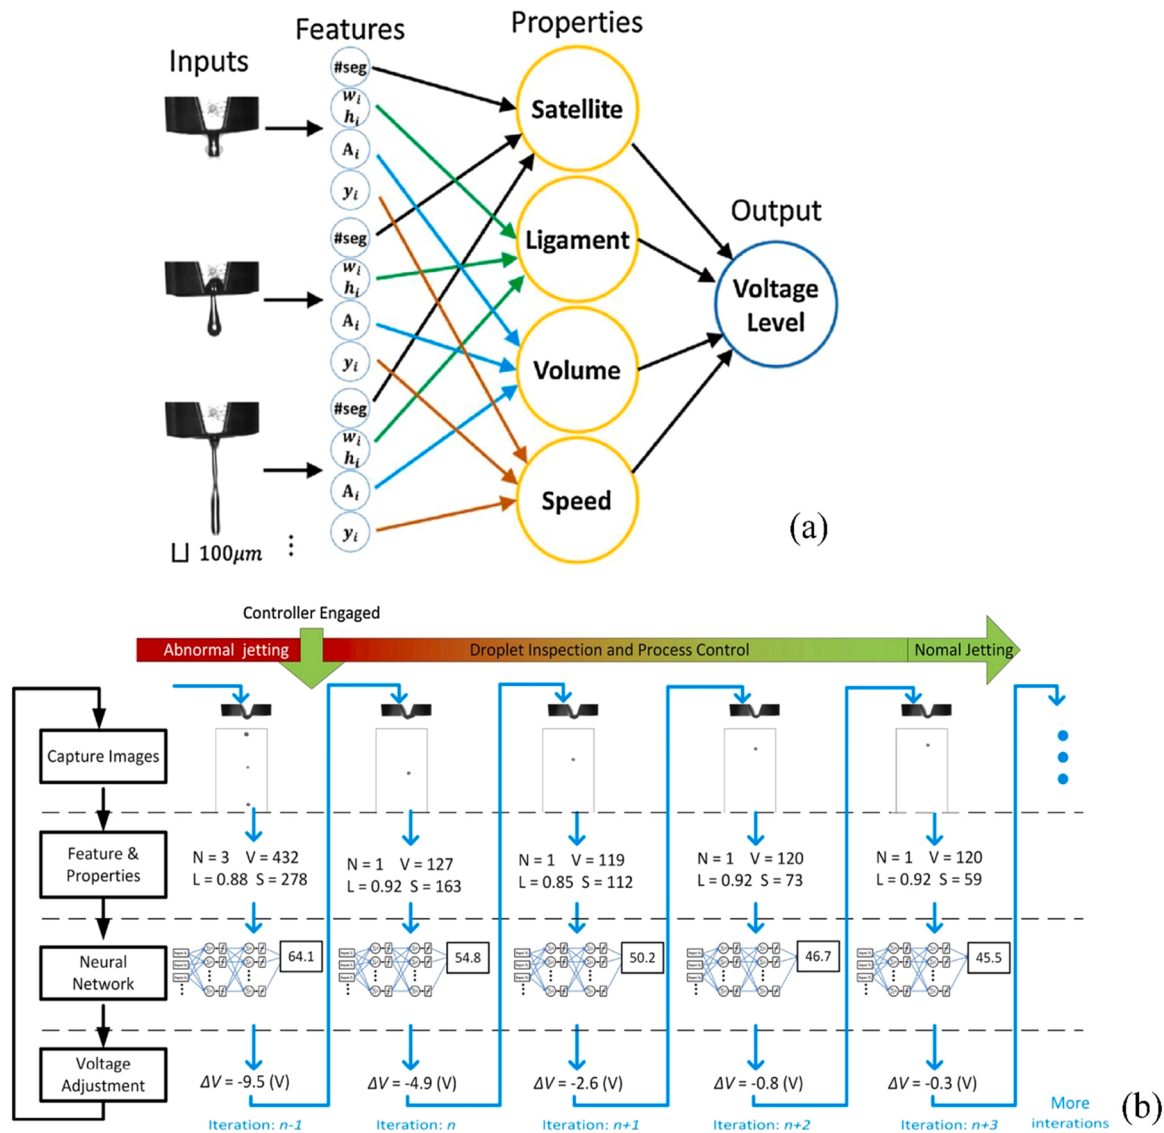 Inputs
Features
Properties
Output
#seg
wᵢ
hᵢ
Aᵢ
yᵢ
#seg
wᵢ
hᵢ
Aᵢ
yᵢ
#seg
wᵢ
hᵢ
Aᵢ
yᵢ
Satellite
Ligament
Volume
Speed
Voltage
Level
100μm
(a)
Controller Engaged
Abnormal jetting
Droplet Inspection and Process Control
Nomal Jetting
Capture Images
Feature &
Properties
N = 3 V = 432
L = 0.88 S = 278
N = 1 V = 127
L = 0.92 S = 163
N = 1 V = 119
L = 0.85 S = 112
N = 1 V = 120
L = 0.92 S = 73
N = 1 V = 120
L = 0.92 S = 59
Neural
Network
64.1
54.8
50.2
46.7
45.5
Voltage
Adjustment
ΔV = -9.5 (V)
ΔV = -4.9 (V)
ΔV = -2.6 (V)
ΔV = -0.8 (V)
ΔV = -0.3 (V)
Iteration: n-1
Iteration: n
Iteration: n+1
Iteration: n+2
Iteration: n+3
More
interations
(b)